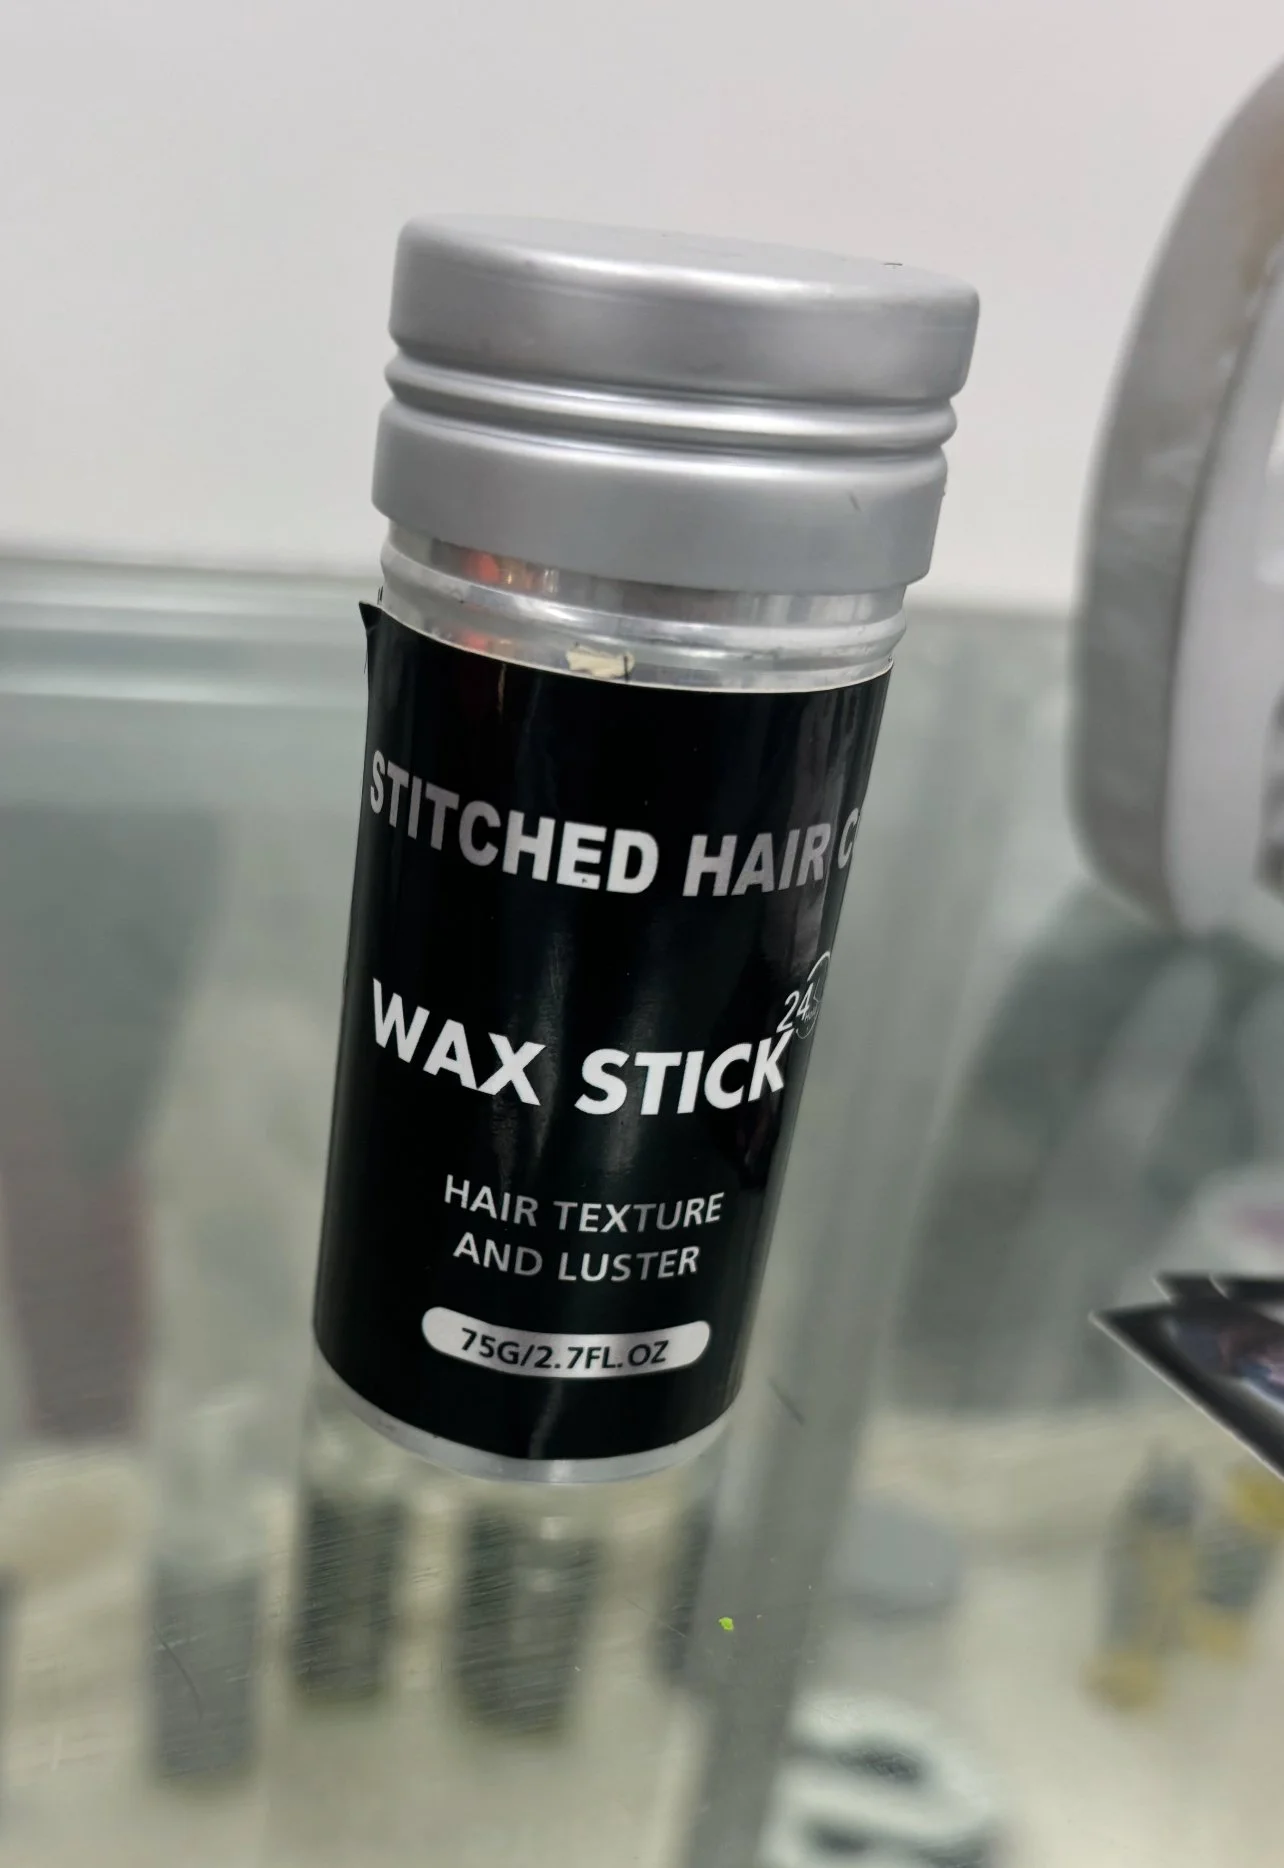 STITCHED HAIR
24
WAX STICK
HAIR TEXTURE
AND LUSTER
75G/2.7FL.OZ